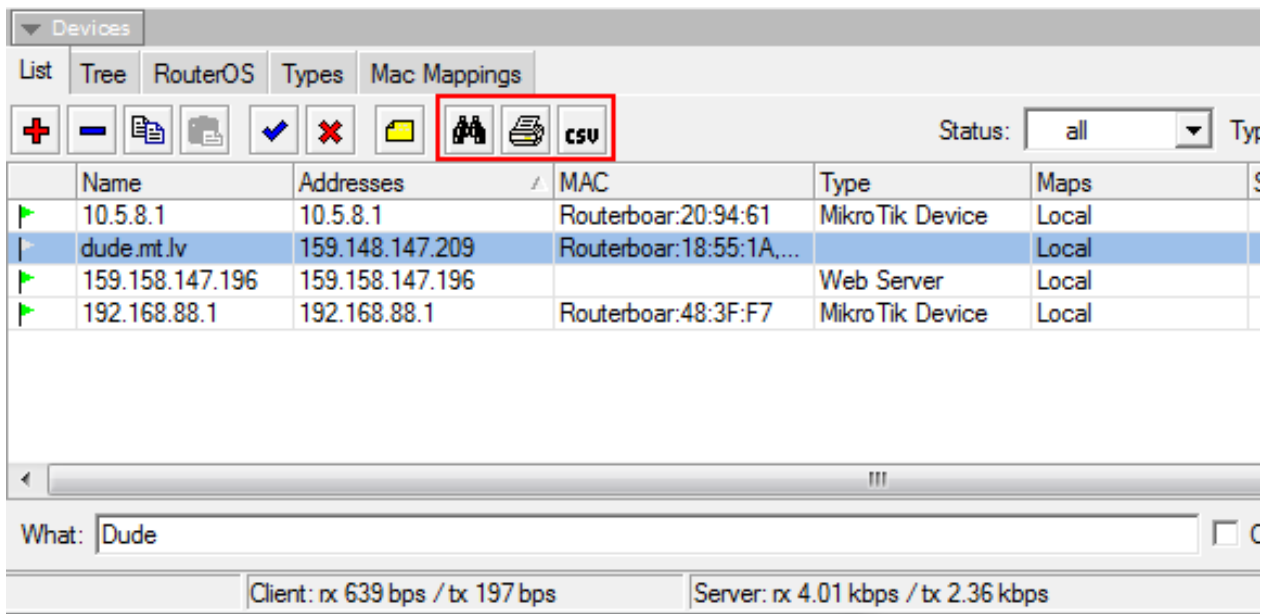 Devices
List Tree RouterOS Types Mac Mappings
csv Status: all
Name Addresses MAC Type Maps
10.5.8.1 10.5.8.1 Routerboar:20:94:61 MikroTik Device Local
dude.mt.lv 159.148.147.209 Routerboar:18:55:1A,... Local
159.158.147.196 159.158.147.196 Web Server Local
192.168.88.1 192.168.88.1 Routerboar:48:3F:F7 MikroTik Device Local
What: Dude
Client: rx 639 bps / tx 197 bps Server: rx 4.01 kbps / tx 2.36 kbps